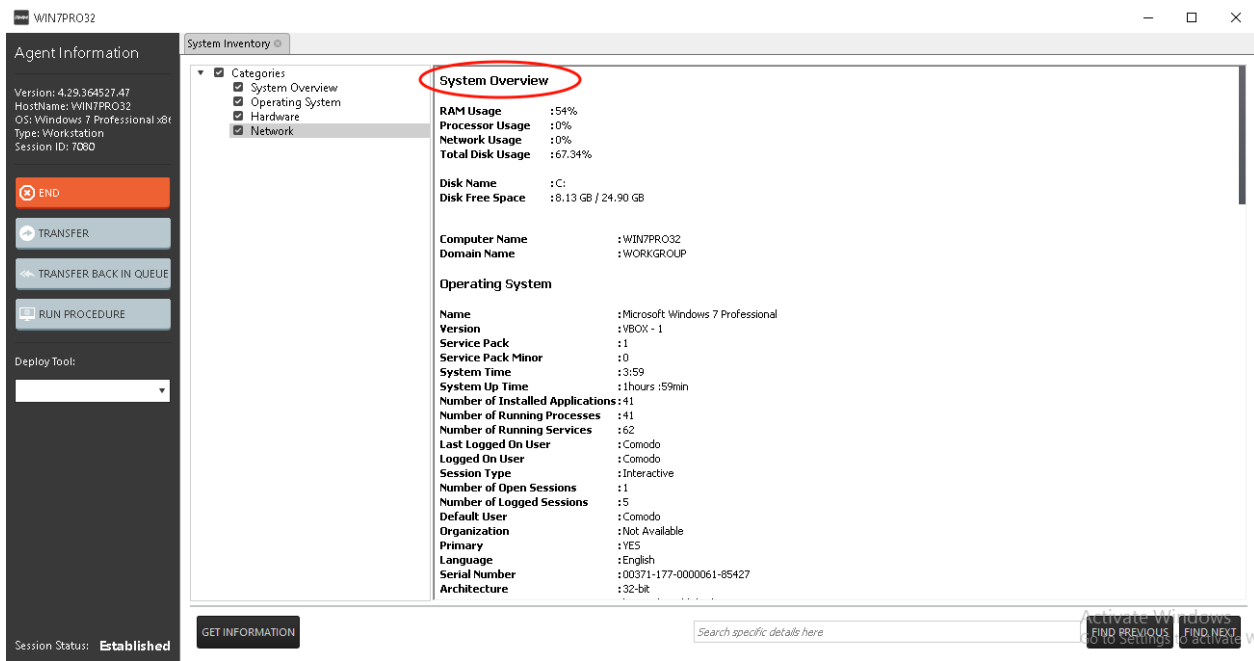 WIN7PRO32
Agent Information
Version: 4.29.364527.47
HostName: WIN7PRO32
OS: Windows 7 Professional x86
Type: Workstation
Session ID: 7080
END
TRANSFER
TRANSFER BACK IN QUEUE
RUN PROCEDURE
Deploy Tool:
Session Status: Established
System Inventory
Categories
System Overview
Operating System
Hardware
Network
System Overview
RAM Usage :54%
Processor Usage :0%
Network Usage :0%
Total Disk Usage :67.34%
Disk Name :C:
Disk Free Space :8.13 GB / 24.90 GB
Computer Name :WIN7PRO32
Domain Name :WORKGROUP
Operating System
Name :Microsoft Windows 7 Professional
Version :VBOX - 1
Service Pack :1
Service Pack Minor :0
System Time :3:59
System Up Time :1hours :59min
Number of Installed Applications:41
Number of Running Processes :41
Number of Running Services :62
Last Logged On User :Comodo
Logged On User :Comodo
Session Type :Interactive
Number of Open Sessions :1
Number of Logged Sessions :5
Default User :Comodo
Organization :Not Available
Primary :YES
Language :English
Serial Number :00371-177-0000061-85427
Architecture :32-bit
GET INFORMATION
Search specific details here
FIND PREVIOUS
FIND NEXT
Activate Windows
Go to Settings to activate W